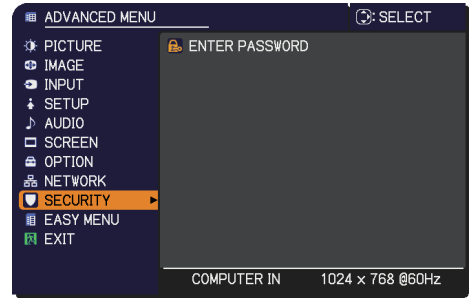 ADVANCED MENU
: SELECT
PICTURE
ENTER PASSWORD
IMAGE
INPUT
SETUP
AUDIO
SCREEN
OPTION
NETWORK
SECURITY
EASY MENU
EXIT
COMPUTER IN 1024 x 768 @60Hz